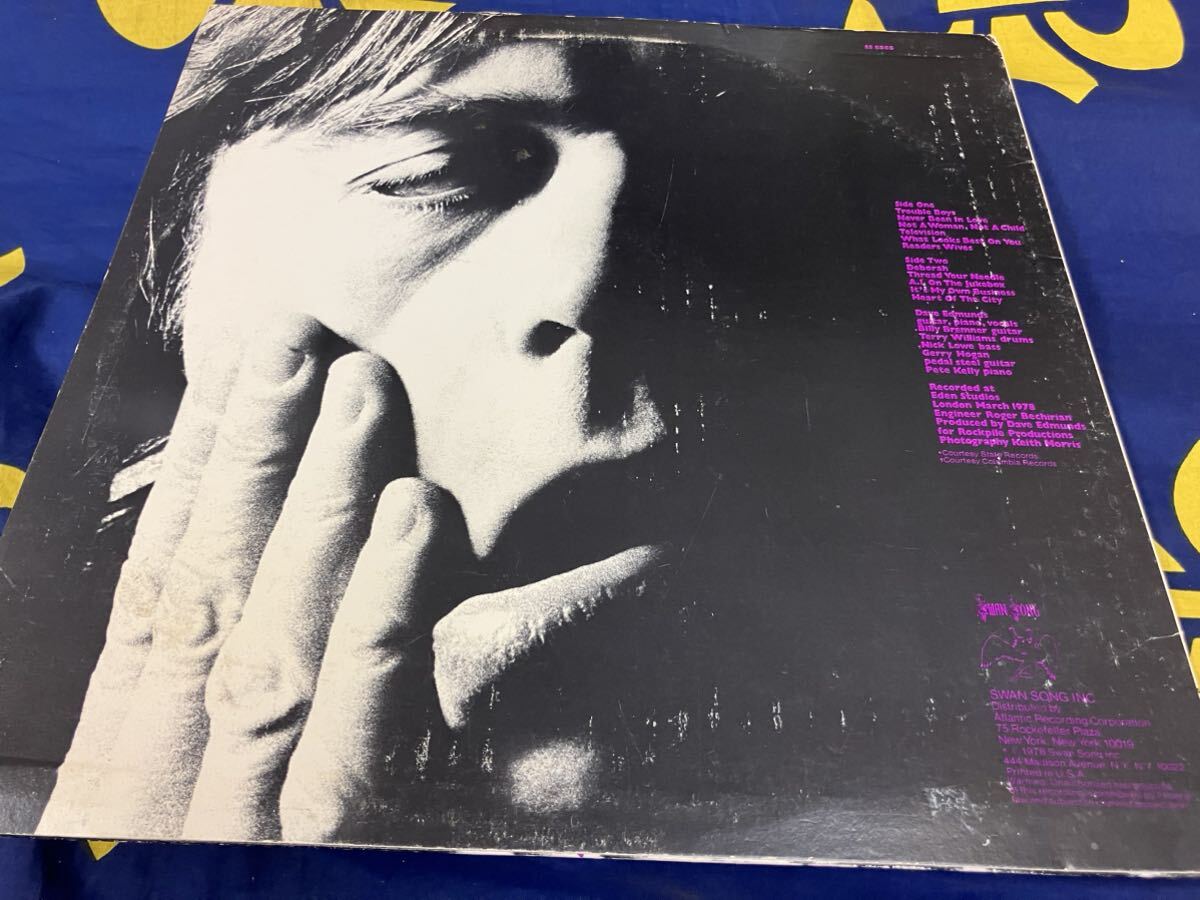 Side One
Trouble Boys
Never Been In Love
Not A Woman, Not A Child
Television
What Looks Best On You
Readers Wives
Side Two
Deborah
Thread Your Needle
A.1. On The Jukebox
It's My Own Business
Heart Of The City
Dave Edmunds
guitar, piano, vocals
Billy Bremner guitar
Terry Williams drums
Nick Lowe bass
Gerry Hogan
pedal steel guitar
Pete Kelly piano
Recorded at
Eden Studios
London March 1978
Engineer Roger Bechirian
Produced by Dave Edmunds
for Rockpile Productions
Photography Keith Morris
*Courtesy State Records
†Courtesy Columbia Records
Swan Song
SWAN SONG INC
Distributed by
Atlantic Recording Corporation
75 Rockefeller Plaza
New York, New York 10019
1978 Swan Song Inc
444 Madison Avenue, N.Y. N.Y. 10022
Printed in U.S.A.